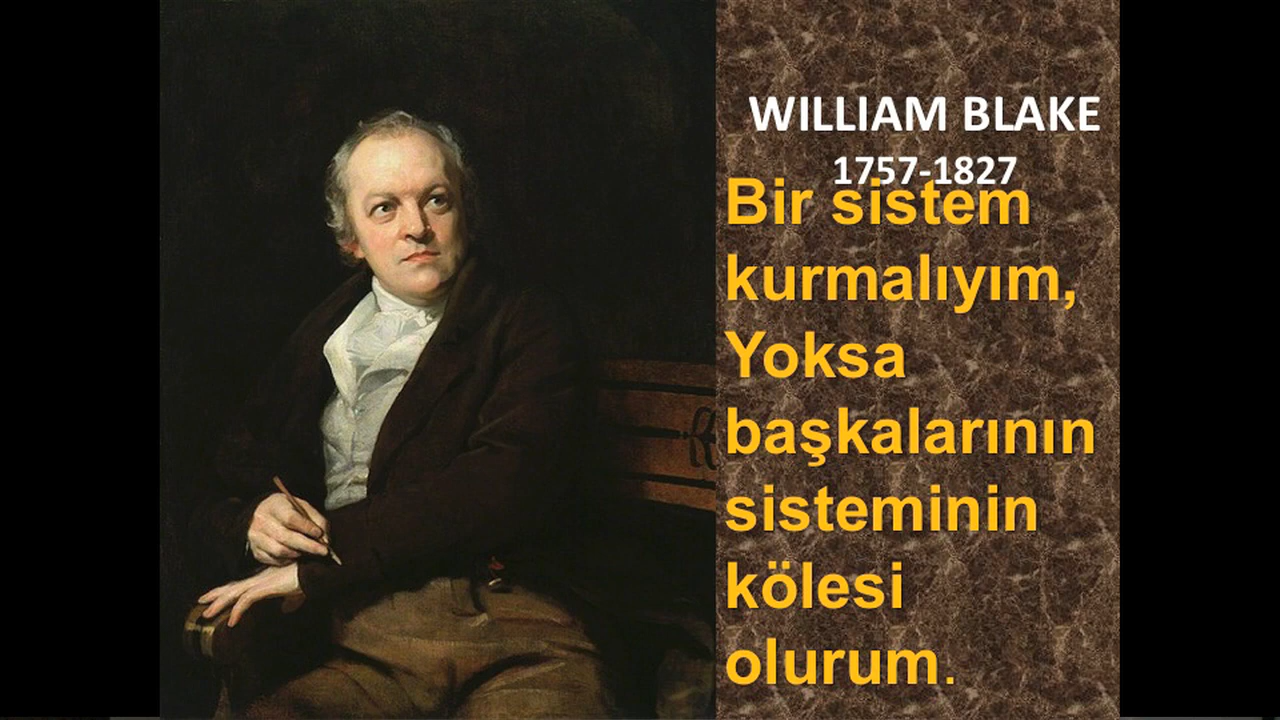 WILLIAM BLAKE
1757-1827
Bir sistem
kurmalıyım,
Yoksa
başkalarının
sisteminin
kölesi
olurum.